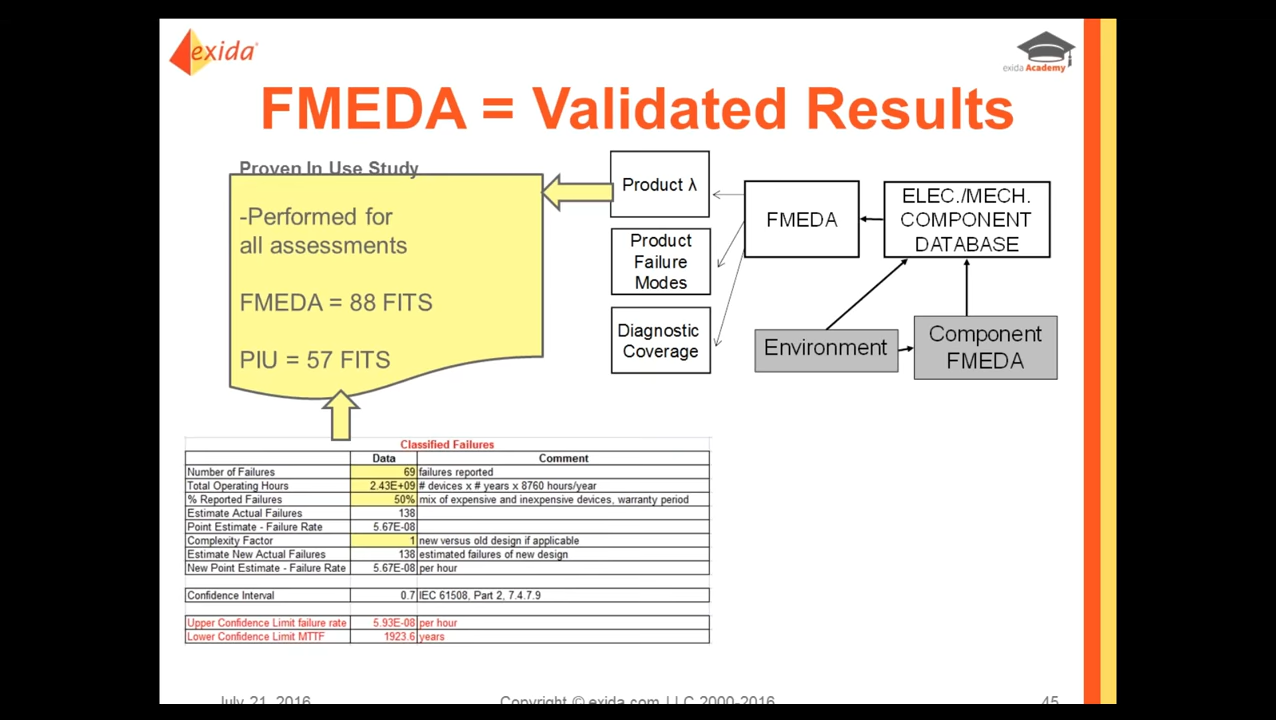 exida
exida Academy
FMEDA = Validated Results
Proven In Use Study
-Performed for
all assessments
FMEDA = 88 FITS
PIU = 57 FITS
Product λ
Product
Failure
Modes
Diagnostic
Coverage
FMEDA
ELEC./MECH.
COMPONENT
DATABASE
Environment
Component
FMEDA
Classified Failures
Data Comment
Number of Failures 69 failures reported
Total Operating Hours 2.43E+09 # devices x # years x 8760 hours/year
% Reported Failures 50% mix of expensive and inexpensive devices, warranty period
Estimate Actual Failures 138
Point Estimate - Failure Rate 5.67E-08
Complexity Factor 1 new versus old design if applicable
Estimate New Actual Failures 138 estimated failures of new design
New Point Estimate - Failure Rate 5.67E-08 per hour
Confidence Interval 0.7 IEC 61508, Part 2, 7.4.7.9
Upper Confidence Limit failure rate 5.93E-08 per hour
Lower Confidence Limit MTTF 1923.6 years
July 21, 2016 Copyright © exida.com LLC 2000-2016 45